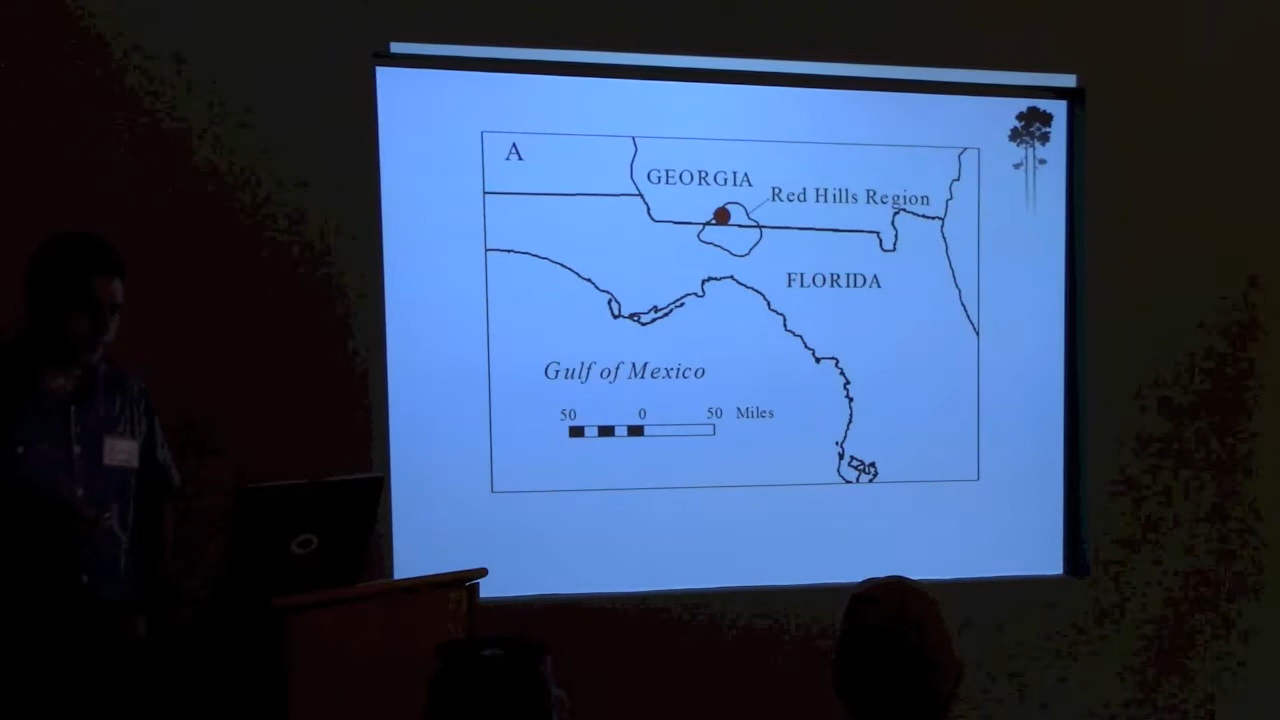 A
GEORGIA
Red Hills Region
FLORIDA
Gulf of Mexico
50 0 50 Miles